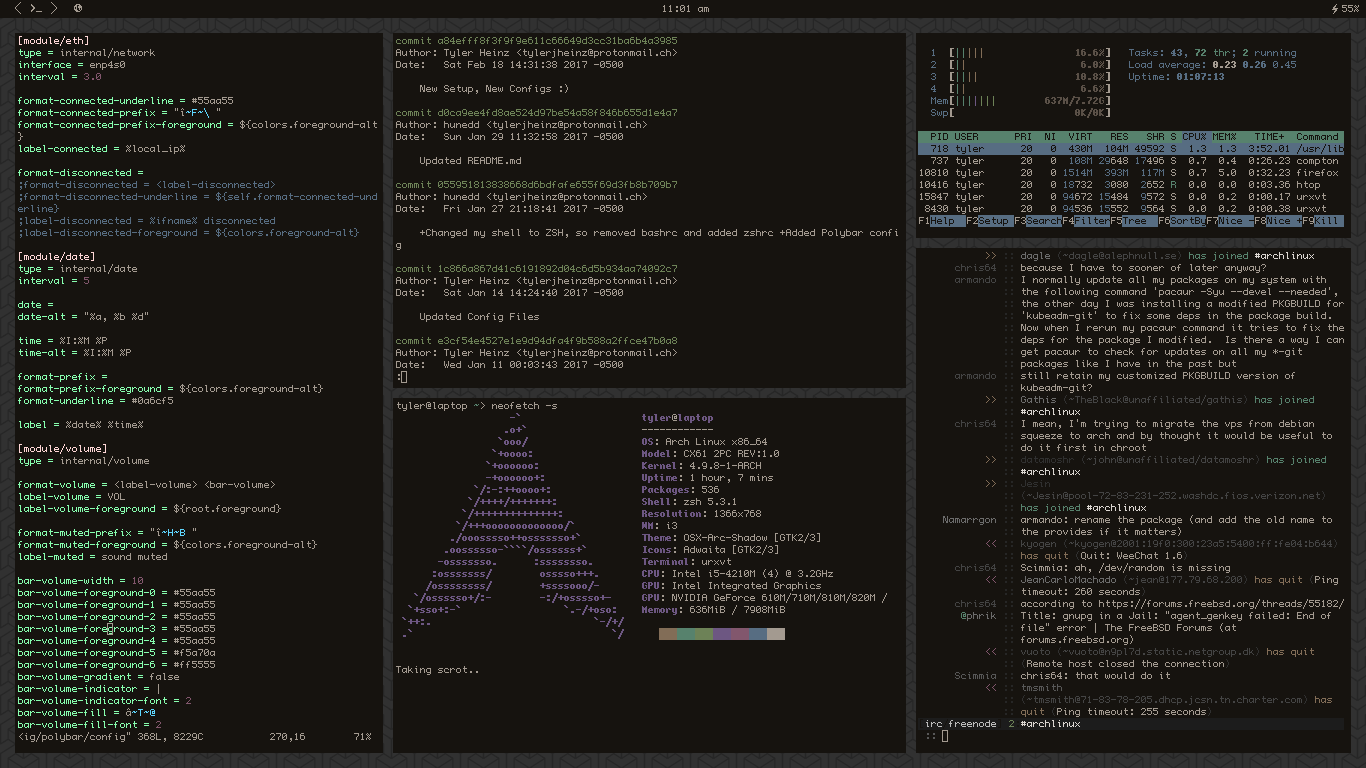 11:01 am
55%
[module/eth]
type = internal/network
interface = enp4s0
interval = 3.0
format-connected-underline = #55aa55
format-connected-prefix = "î~F~\ "
format-connected-prefix-foreground = ${colors.foreground-alt
}
label-connected = %local_ip%
format-disconnected =
;format-disconnected = <label-disconnected>
;format-disconnected-underline = ${self.format-connected-und
erline}
;label-disconnected = %ifname% disconnected
;label-disconnected-foreground = ${colors.foreground-alt}
[module/date]
type = internal/date
interval = 5
date =
date-alt = "%a, %b %d"
time = %I:%M %P
time-alt = %I:%M %P
format-prefix =
format-prefix-foreground = ${colors.foreground-alt}
format-underline = #0a6cf5
label = %date% %time%
[module/volume]
type = internal/volume
format-volume = <label-volume> <bar-volume>
label-volume = VOL
label-volume-foreground = ${root.foreground}
format-muted-prefix = "î~H~B "
format-muted-foreground = ${colors.foreground-alt}
label-muted = sound muted
bar-volume-width = 10
bar-volume-foreground-0 = #55aa55
bar-volume-foreground-1 = #55aa55
bar-volume-foreground-2 = #55aa55
bar-volume-foreground-3 = #55aa55
bar-volume-foreground-4 = #55aa55
bar-volume-foreground-5 = #f5a70a
bar-volume-foreground-6 = #ff5555
bar-volume-gradient = false
bar-volume-indicator = |
bar-volume-indicator-font = 2
bar-volume-fill = â~T~@
bar-volume-fill-font = 2
<ig/polybar/config" 368L, 8229C 270,16 71%
commit a84efff8f3f9f9e611c66649d3cc31ba6b4a3985
Author: Tyler Heinz <tylerjheinz@protonmail.ch>
Date:   Sat Feb 18 14:31:38 2017 -0500
New Setup, New Configs :)
commit d0ca9ee4fd8ae524d97be54a58f846b655d1e4a7
Author: hunedd <tylerjheinz@protonmail.ch>
Date:   Sun Jan 29 11:32:58 2017 -0500
Updated README.md
commit 055951813838668d6bdfafe655f69d3fb8b709b7
Author: hunedd <tylerjheinz@protonmail.ch>
Date:   Fri Jan 27 21:18:41 2017 -0500
+Changed my shell to ZSH, so removed bashrc and added zshrc +Added Polybar confi
g
commit 1c866a867d41c6191892d04c6d5b934aa74092c7
Author: Tyler Heinz <tylerjheinz@protonmail.ch>
Date:   Sat Jan 14 14:24:40 2017 -0500
Updated Config Files
commit e3cf54e4527e1e9d94dfa4f9b588a2ffce47b0a8
Author: Tyler Heinz <tylerjheinz@protonmail.ch>
Date:   Wed Jan 11 00:03:43 2017 -0500
:
tyler@laptop ~> neofetch -s
tyler@laptop
------------
OS: Arch Linux x86_64
Model: CX61 2PC REV:1.0
Kernel: 4.9.8-1-ARCH
Uptime: 1 hour, 7 mins
Packages: 536
Shell: zsh 5.3.1
Resolution: 1366x768
WM: i3
Theme: OSX-Arc-Shadow [GTK2/3]
Icons: Adwaita [GTK2/3]
Terminal: urxvt
CPU: Intel i5-4210M (4) @ 3.2GHz
GPU: Intel Integrated Graphics
GPU: NVIDIA GeForce 610M/710M/810M/820M /
Memory: 636MiB / 7908MiB
Taking scrot..
1 [||||| 16.6%] Tasks: 43, 72 thr; 2 running
2 [|| 6.0%] Load average: 0.23 0.26 0.45
3 [|||| 10.8%] Uptime: 01:07:13
4 [|| 6.6%]
Mem[||||||| 637M/7.72G]
Swp[ 0K/0K]
PID USER PRI NI VIRT RES SHR S CPU% MEM% TIME+ Command
718 tyler 20 0 430M 104M 49592 S 1.3 1.3 3:52.01 /usr/lib
737 tyler 20 0 108M 29648 17496 S 0.7 0.4 0:26.23 compton
10810 tyler 20 0 1514M 393M 117M S 0.7 5.0 0:32.23 firefox
10416 tyler 20 0 18732 3080 2652 R 0.0 0.0 0:03.36 htop
15847 tyler 20 0 94672 15484 9572 S 0.0 0.2 0:00.17 urxvt
8430 tyler 20 0 94536 15552 9564 S 0.0 0.2 0:00.38 urxvt
F1Help F2Setup F3SearchF4FilterF5Tree F6SortByF7Nice -F8Nice +F9Kill
>> :: dagle (~dagle@alephnull.se) has joined #archlinux
chris64 :: because I have to sooner of later anyway?
armando :: I normally update all my packages on my system with
:: the following command 'pacaur -Syu --devel --needed',
:: the other day I was installing a modified PKGBUILD for
:: 'kubeadm-git' to fix some deps in the package build.
:: Now when I rerun my pacaur command it tries to fix the
:: deps for the package I modified.  Is there a way I can
:: get pacaur to check for updates on all my *-git
:: packages like I have in the past but
armando :: still retain my customized PKGBUILD version of
:: kubeadm-git?
>> :: Gathis (~TheBlack@unaffiliated/gathis) has joined
:: #archlinux
chris64 :: I mean, I'm trying to migrate the vps from debian
:: squeeze to arch and by thought it would be useful to
:: do it first in chroot
>> :: datamoshr (~john@unaffiliated/datamoshr) has joined
:: #archlinux
>> :: Jesin
:: (~Jesin@pool-72-83-231-252.washdc.fios.verizon.net)
:: has joined #archlinux
Namarrgon :: armando: rename the package (and add the old name to
:: the provides if it matters)
<< :: kyogen (~kyogen@2001:19f0:300:23a5:5400:ff:fe04:b644)
:: has quit (Quit: WeeChat 1.6)
chris64 :: Scimmia: ah, /dev/random is missing
<< :: JeanCarloMachado (~jean@177.79.68.200) has quit (Ping
:: timeout: 260 seconds)
chris64 :: according to https://forums.freebsd.org/threads/55182/
@phrik :: Title: gnupg in a Jail: "agent_genkey failed: End of
:: file" error | The FreeBSD Forums (at
:: forums.freebsd.org)
<< :: vuoto (~vuoto@n9pl7d.static.netgroup.dk) has quit
:: (Remote host closed the connection)
Scimmia :: chris64: that would do it
<< :: tmsmith
:: (~tmsmith@71-83-78-205.dhcp.jcsn.tn.charter.com) has
:: quit (Ping timeout: 255 seconds)
irc freenode 2 #archlinux
::